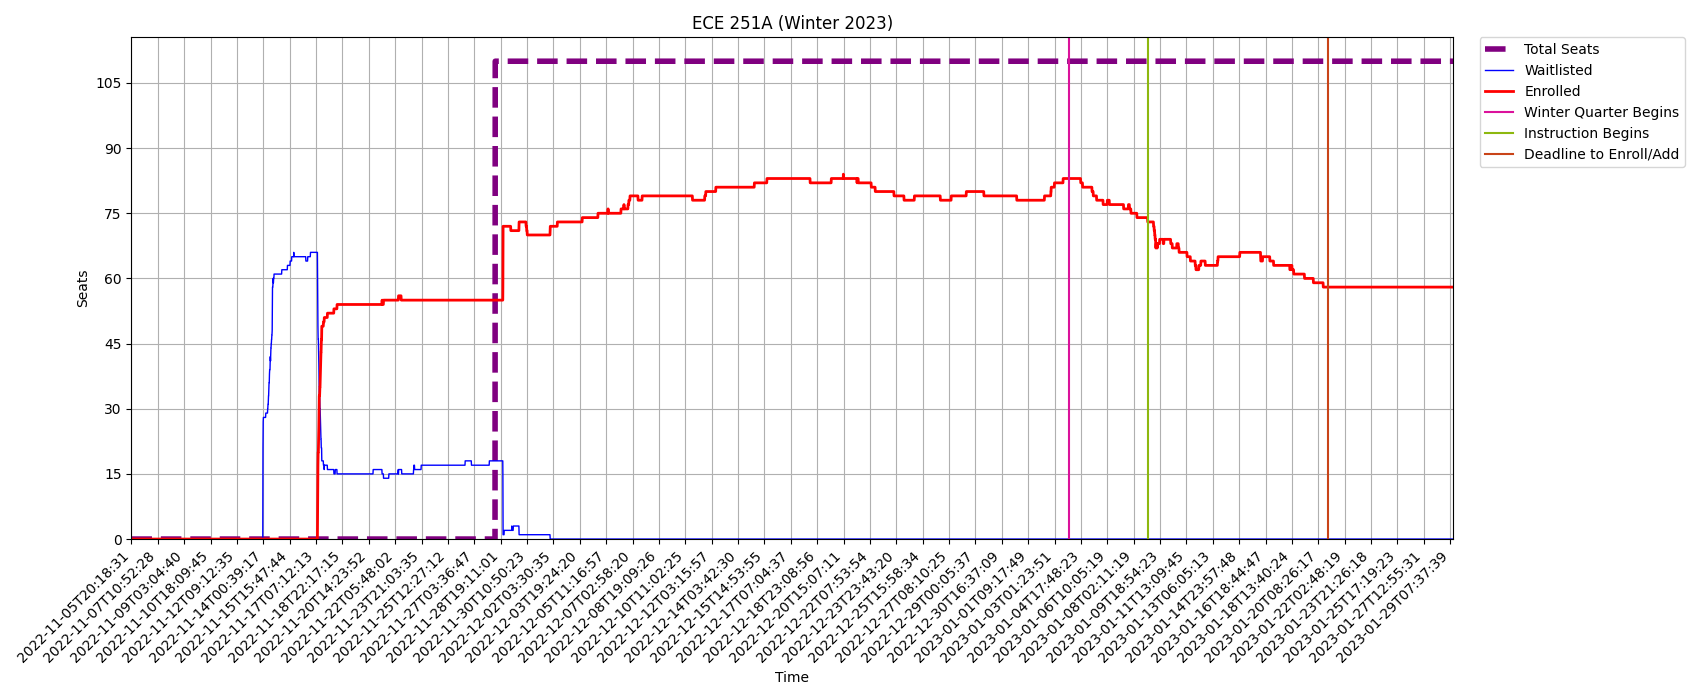 ECE 251A (Winter 2023)
Total Seats
Waitlisted
Enrolled
Winter Quarter Begins
Instruction Begins
Deadline to Enroll/Add
Seats
105
90
75
60
45
30
15
0
2022-11-05T20:18:31
2022-11-07T10:52:28
2022-11-09T03:04:40
2022-11-10T18:09:45
2022-11-12T09:12:35
2022-11-14T00:39:17
2022-11-15T15:47:44
2022-11-17T07:12:13
2022-11-18T22:17:15
2022-11-20T14:23:52
2022-11-22T05:48:02
2022-11-23T21:03:35
2022-11-25T12:27:12
2022-11-27T03:36:47
2022-11-28T19:11:01
2022-11-30T10:50:23
2022-12-02T03:30:35
2022-12-03T19:24:20
2022-12-05T11:16:57
2022-12-07T02:58:20
2022-12-08T19:09:26
2022-12-10T11:02:25
2022-12-12T03:15:57
2022-12-14T03:42:30
2022-12-15T14:53:55
2022-12-17T07:04:37
2022-12-18T23:08:56
2022-12-20T15:07:11
2022-12-22T07:53:54
2022-12-23T23:43:20
2022-12-25T15:58:34
2022-12-27T08:10:25
2022-12-29T00:05:37
2022-12-30T16:37:09
2023-01-01T09:17:49
2023-01-03T01:23:51
2023-01-04T17:48:23
2023-01-06T10:05:19
2023-01-08T02:11:19
2023-01-09T18:54:23
2023-01-11T13:09:45
2023-01-13T06:05:13
2023-01-14T23:57:48
2023-01-16T18:44:47
2023-01-18T13:40:24
2023-01-20T08:26:17
2023-01-22T02:48:19
2023-01-23T21:26:18
2023-01-25T17:19:23
2023-01-27T12:55:31
2023-01-29T07:37:39
Time